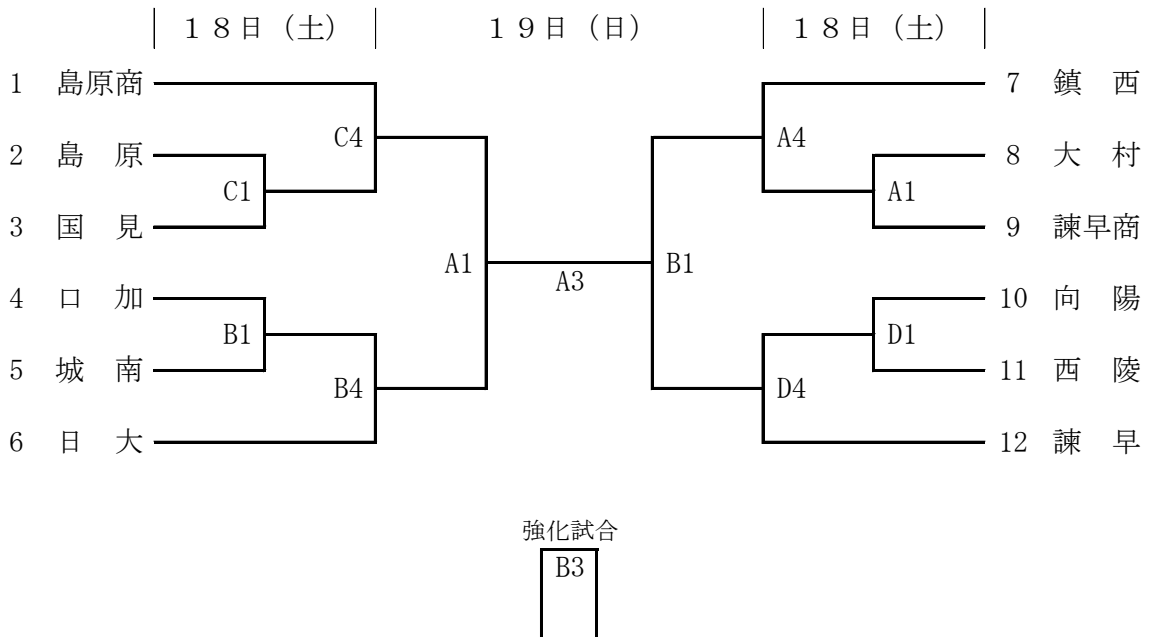 18日（土） 19日（日） 18日（土）
1 島原商 7 鎮 西
C4 A4
2 島 原 8 大 村
C1 A1
3 国 見 9 諫早商
A1 A3 B1
4 口 加 10 向 陽
B1 D1
5 城 南 11 西 陵
B4 D4
6 日 大 12 諫 早
強化試合
B3